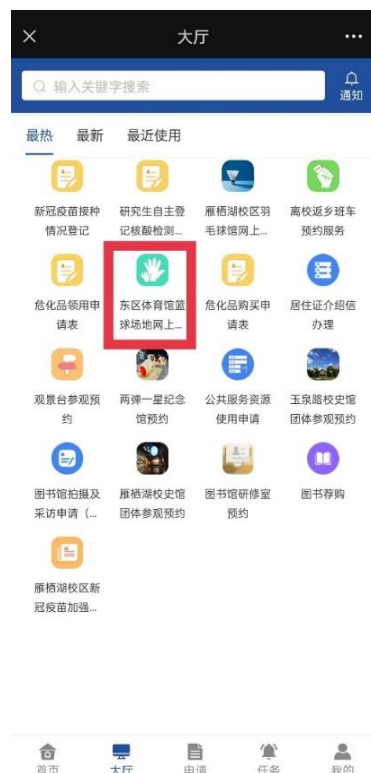 大厅
输入关键字搜索
通知
最热 最新 最近使用
新冠疫苗接种 研究生自主登 雁栖湖校区羽 离校返乡班车
情况登记 记核酸检测... 毛球馆网上... 预约服务
危化品领用申 东区体育馆篮 危化品购买申 居住证介绍信
请表 球场地网上... 请表 办理
观景台参观预 两弹一星纪念 公共服务资源 玉泉路校史馆
约 馆预约 使用申请 团体参观预约
图书馆拍摄及 雁栖湖校史馆 图书馆研修室 图书荐购
采访申请（... 团体参观预约 预约
雁栖湖校区新
冠疫苗加强...
首页 大厅 申请 任务 我的